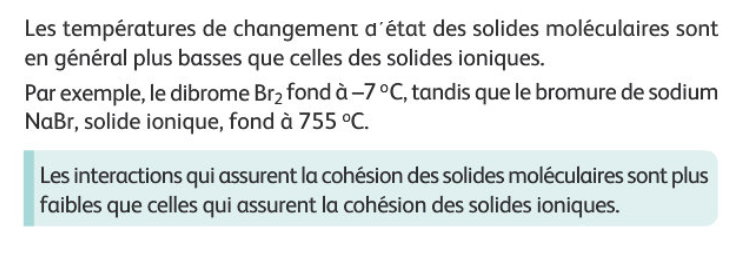 Les températures de changement d'état des solides moléculaires sont
en général plus basses que celles des solides ioniques.
Par exemple, le dibrome Br₂ fond à –7 °C, tandis que le bromure de sodium
NaBr, solide ionique, fond à 755 °C.
Les interactions qui assurent la cohésion des solides moléculaires sont plus
faibles que celles qui assurent la cohésion des solides ioniques.